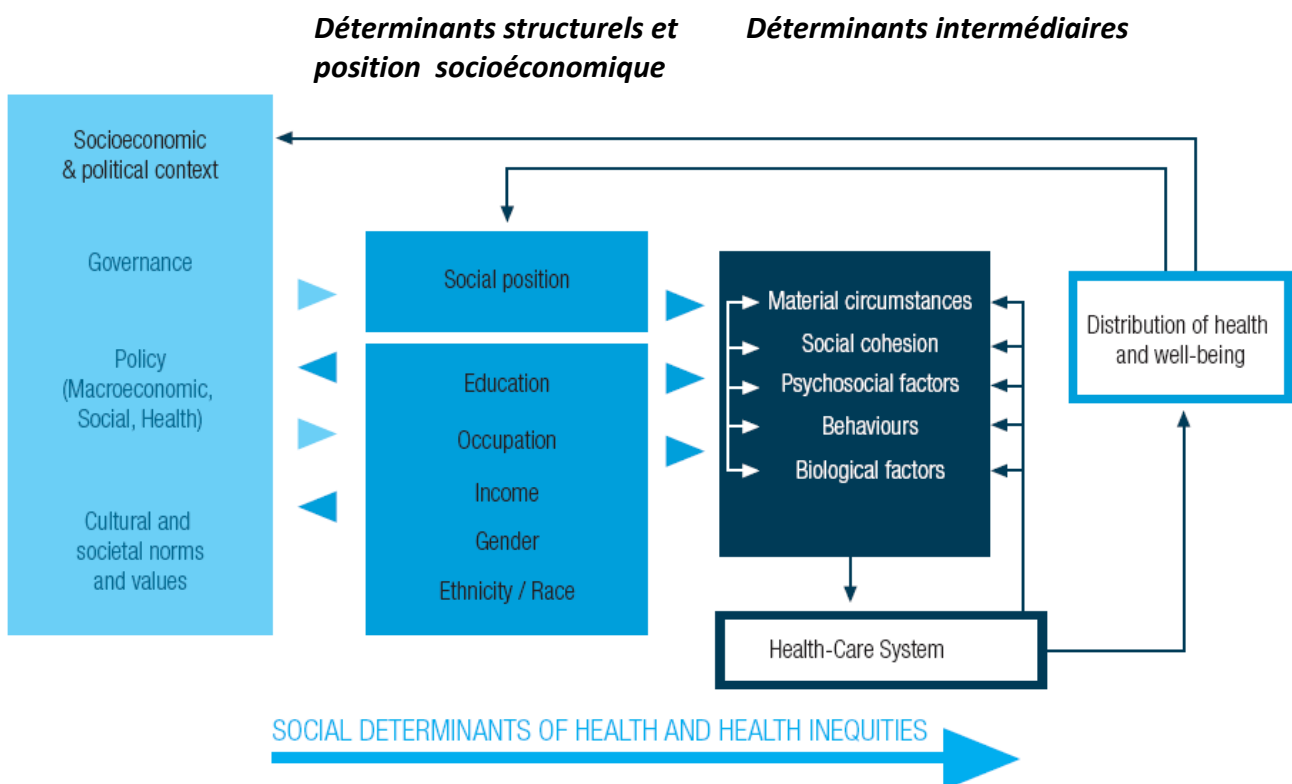 Déterminants structurels et
position socioéconomique
Déterminants intermédiaires
Socioeconomic
& political context
Governance
Policy
(Macroeconomic,
Social, Health)
Cultural and
societal norms
and values
Social position
Education
Occupation
Income
Gender
Ethnicity / Race
Material circumstances
Social cohesion
Psychosocial factors
Behaviours
Biological factors
Health-Care System
Distribution of health
and well-being
SOCIAL DETERMINANTS OF HEALTH AND HEALTH INEQUITIES